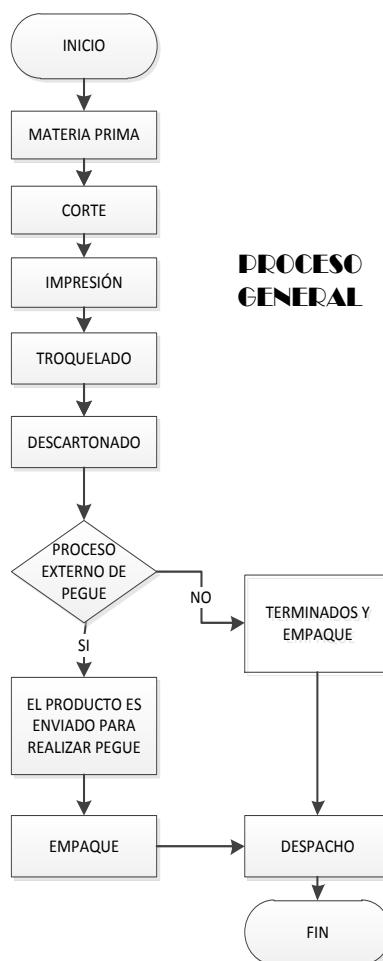 INICIO
MATERIA PRIMA
CORTE
PROCESO
GENERAL
IMPRESIÓN
TROQUELADO
DESCARTONADO
PROCESO
EXTERNO DE
PEGUE
NO
TERMINADOS Y
EMPAQUE
SI
EL PRODUCTO ES
ENVIADO PARA
REALIZAR PEGUE
EMPAQUE
DESPACHO
FIN